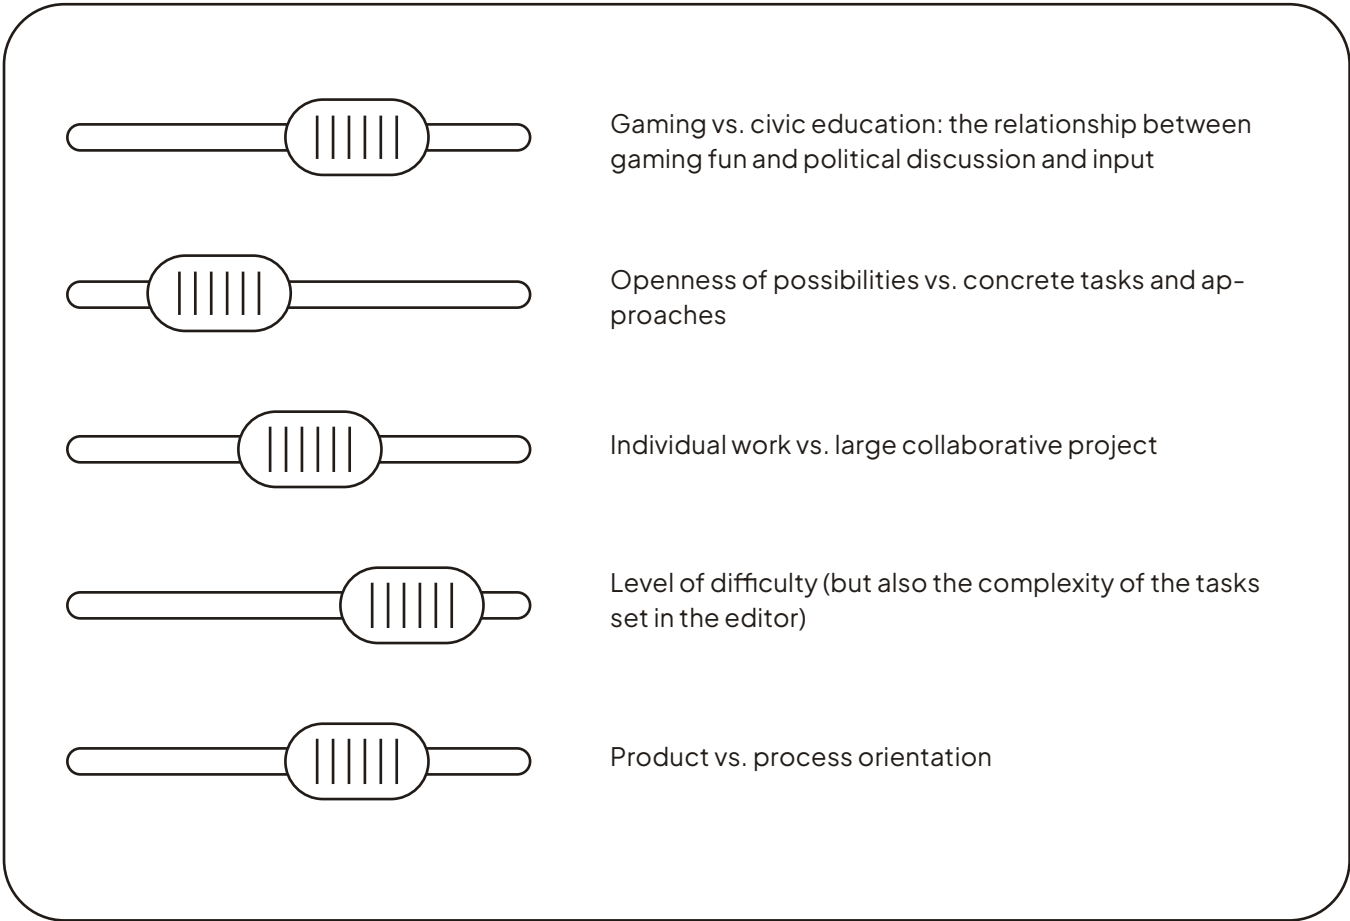 Gaming vs. civic education: the relationship between
gaming fun and political discussion and input
Openness of possibilities vs. concrete tasks and ap-
proaches
Individual work vs. large collaborative project
Level of difficulty (but also the complexity of the tasks
set in the editor)
Product vs. process orientation